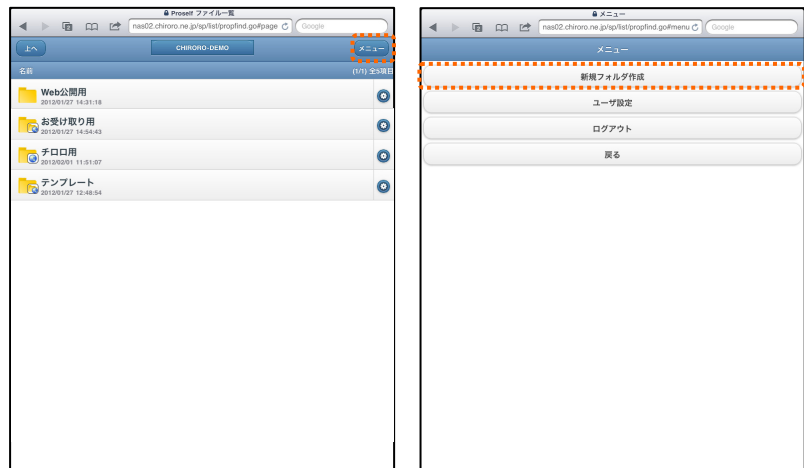 Proself ファイル一覧
nas02.chiroro.ne.jp/sp/list/propfind.go#page
Google
上へ
CHIRORO-DEMO
メニュー
名前
(1/1) 全5項目
Web公開用
2012/01/27 14:31:18
お受け取り用
2012/01/27 14:54:43
チロロ用
2012/02/01 11:51:07
テンプレート
2012/01/27 12:48:54
メニュー
nas02.chiroro.ne.jp/sp/list/propfind.go#menu
Google
メニュー
新規フォルダ作成
ユーザ設定
ログアウト
戻る